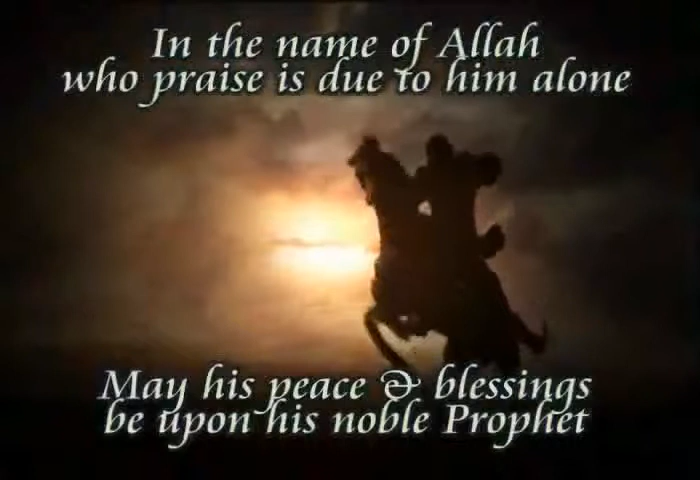 In the name of Allah
who praise is due to him alone
May his peace & blessings
be upon his noble Prophet